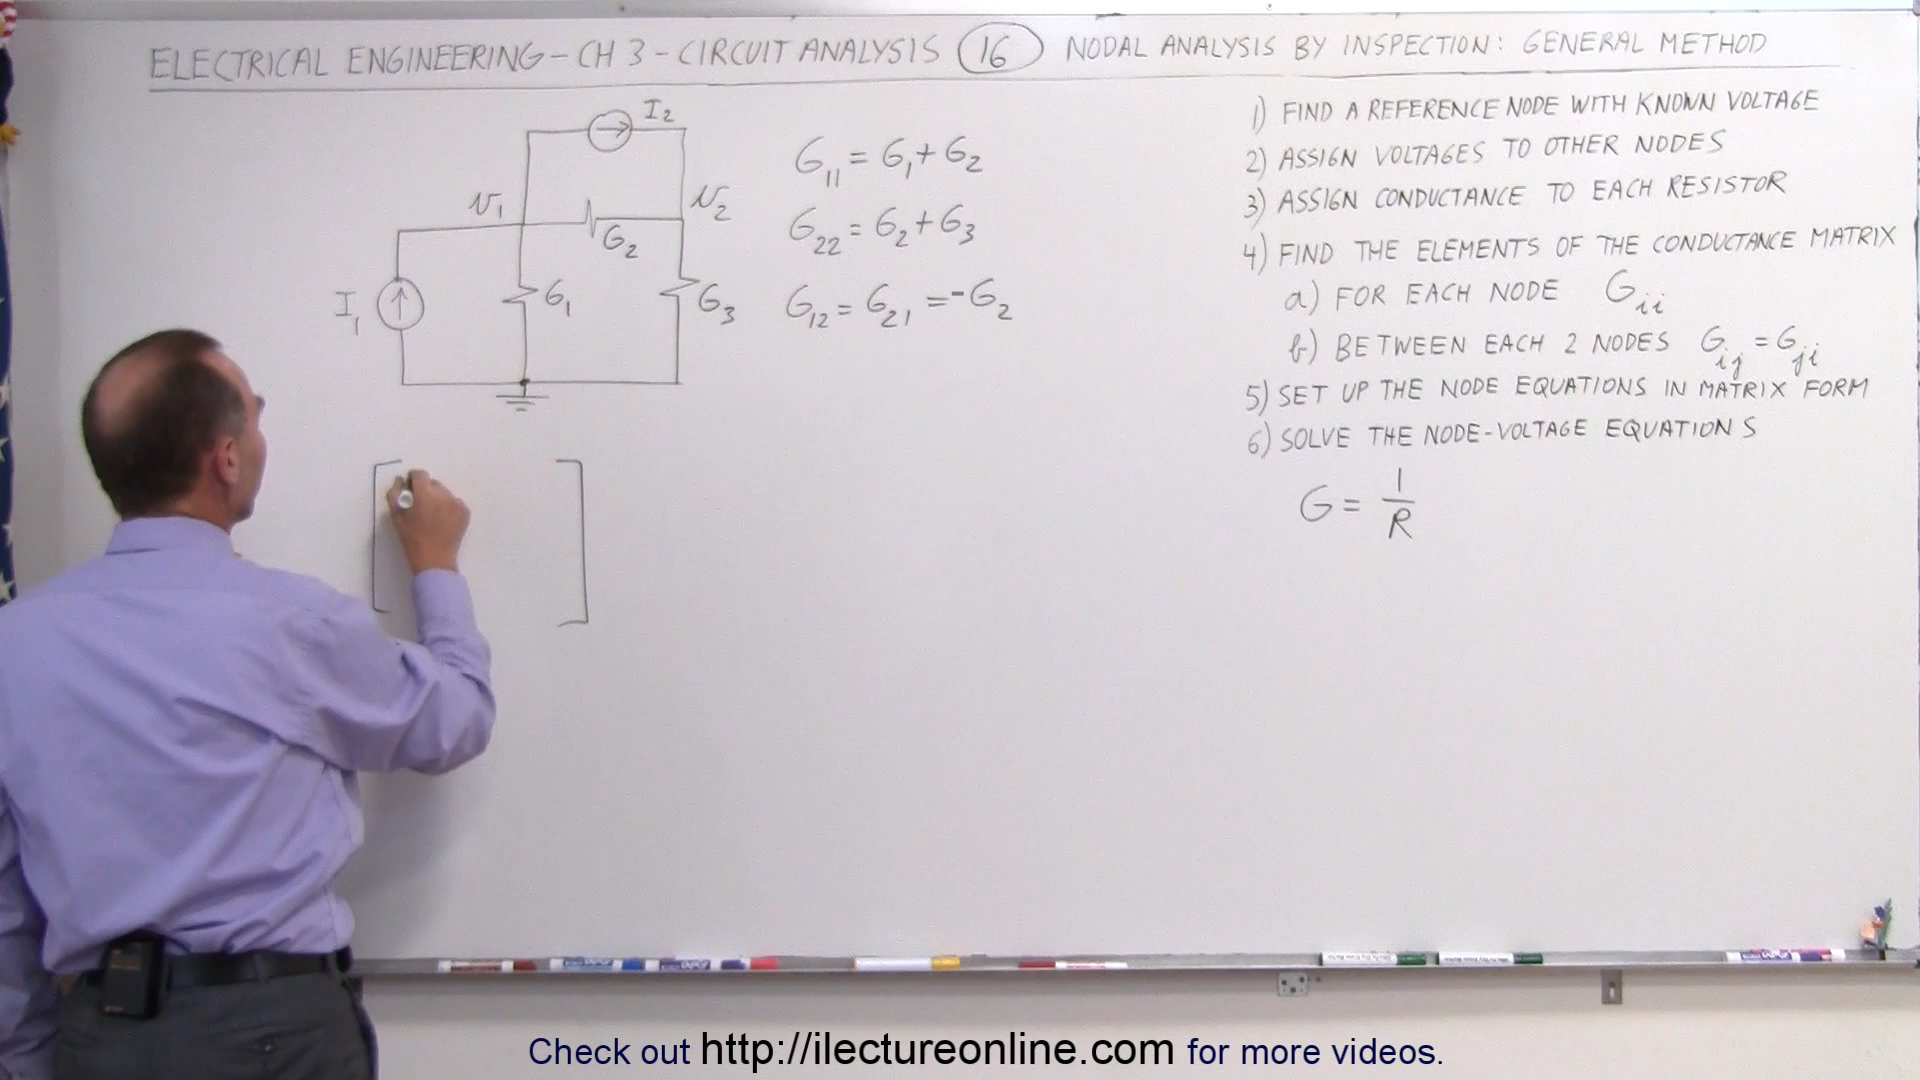 ELECTRICAL ENGINEERING - CH 3 - CIRCUIT ANALYSIS 16 NODAL ANALYSIS BY INSPECTION: GENERAL METHOD
I2
V1
V2
G2
I1
G1
G3
G11 = G1 + G2
G22 = G2 + G3
G12 = G21 = -G2
1) FIND A REFERENCE NODE WITH KNOWN VOLTAGE
2) ASSIGN VOLTAGES TO OTHER NODES
3) ASSIGN CONDUCTANCE TO EACH RESISTOR
4) FIND THE ELEMENTS OF THE CONDUCTANCE MATRIX
a) FOR EACH NODE Gii
b) BETWEEN EACH 2 NODES Gij = Gji
5) SET UP THE NODE EQUATIONS IN MATRIX FORM
6) SOLVE THE NODE-VOLTAGE EQUATIONS
G = 1/R
Check out http://ilectureonline.com for more videos.